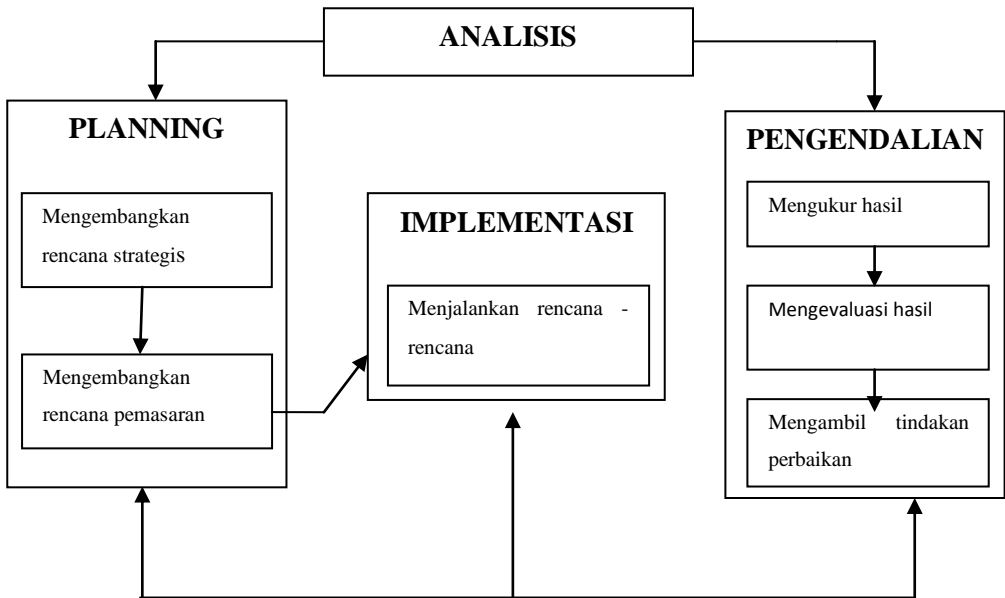 ANALISIS
PLANNING
Mengembangkan
rencana strategis
Mengembangkan
rencana pemasaran
IMPLEMENTASI
Menjalankan rencana -
rencana
PENGENDALIAN
Mengukur hasil
Mengevaluasi hasil
Mengambil tindakan
perbaikan